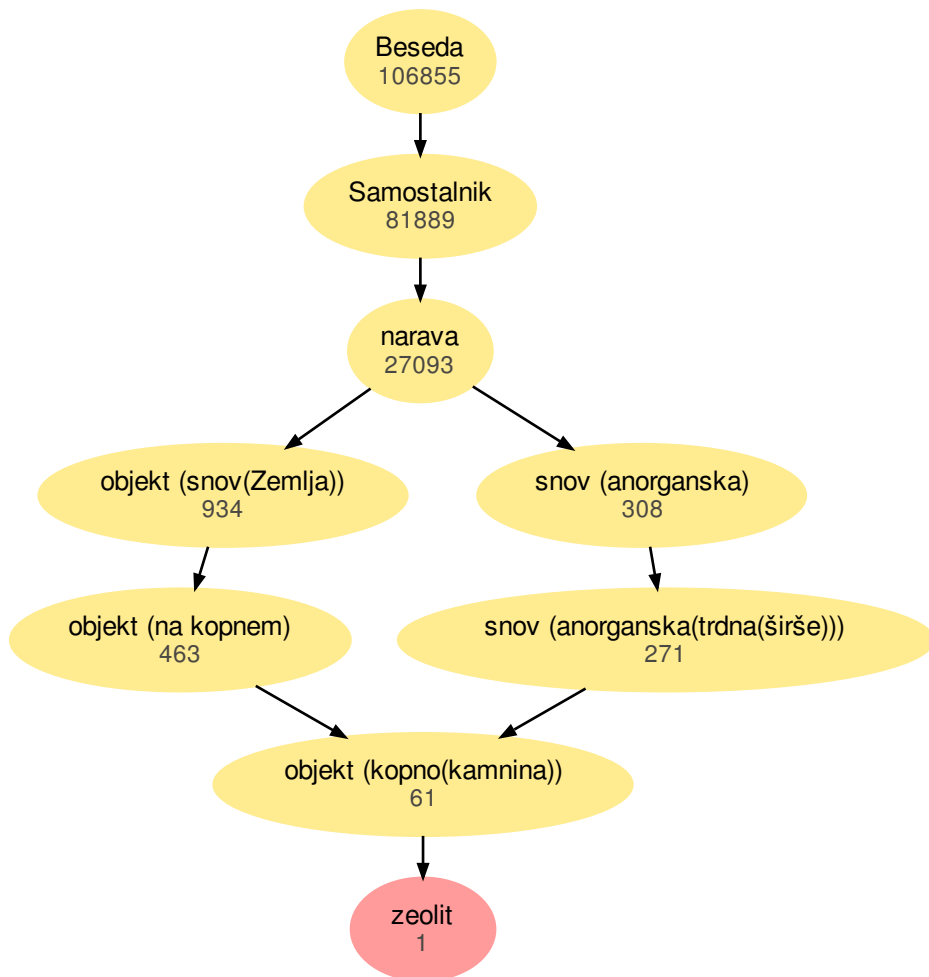 Beseda
106855
Samostalnik
81889
narava
27093
objekt (snov(Zemlja))
934
snov (anorganska)
308
objekt (na kopnem)
463
snov (anorganska(trdna(širše)))
271
objekt (kopno(kamnina))
61
zeolit
1